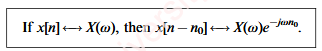 If x[n] ⟷ X(ω), then x[n − n₀] ⟷ X(ω)e^{−jωn₀}.